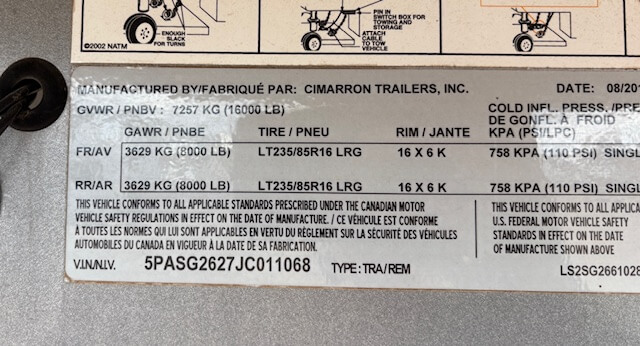 ©2002 NATM
ENOUGH
SLACK
FOR TURNS
PIN IN
SWITCH BOX FOR
TOWING AND
STORAGE
ATTACH
CABLE
TO TOW
VEHICLE
MANUFACTURED BY/FABRIQUÉ PAR: CIMARRON TRAILERS, INC. DATE: 08/201
GVWR / PNBV : 7257 KG (16000 LB) COLD INFL. PRESS. /PRE
DE GONFL. À FROID
GAWR / PNBE TIRE / PNEU RIM / JANTE KPA (PSI/LPC)
FR/AV 3629 KG (8000 LB) LT235/85R16 LRG 16 X 6 K 758 KPA (110 PSI) SINGL
RR/AR 3629 KG (8000 LB) LT235/85R16 LRG 16 X 6 K 758 KPA (110 PSI) SINGL
THIS VEHICLE CONFORMS TO ALL APPLICABLE STANDARDS PRESCRIBED UNDER THE CANADIAN MOTOR
VEHICLE SAFETY REGULATIONS IN EFFECT ON THE DATE OF MANUFACTURE. / CE VÉHICULE EST CONFORME
À TOUTES LES NORMES QUI LUI SONT APPLICABLES EN VERTU DU RÈGLEMENT SUR LA SÉCURITÉ DES VÉHICULES
AUTOMOBILES DU CANADA EN VIGUEUR À LA DATE DE SA FABRICATION.
THIS VEHICLE CONFORMS TO ALL APPLICA
U.S. FEDERAL MOTOR VEHICLE SAFETY
STANDARDS IN EFFECT ON THE DATE
OF MANUFACTURE SHOWN ABOVE
V.I.N./N.I.V. 5PASG2627JC011068 TYPE: TRA/REM LS2SG2661028